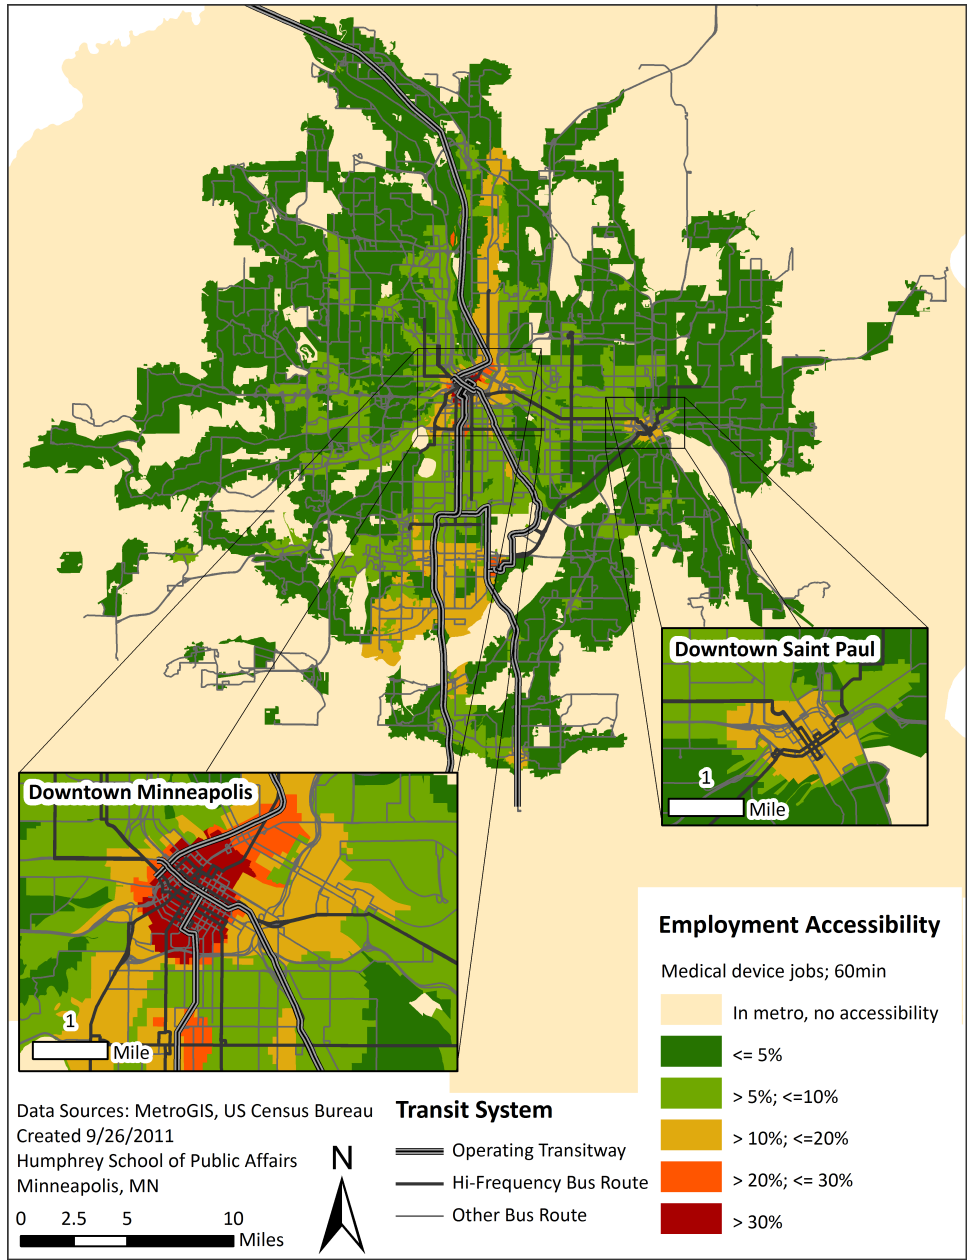 Downtown Saint Paul
1
Mile
Downtown Minneapolis
1
Mile
Employment Accessibility
Medical device jobs; 60min
In metro, no accessibility
<= 5%
> 5%; <=10%
> 10%; <=20%
> 20%; <= 30%
> 30%
Data Sources: MetroGIS, US Census Bureau
Created 9/26/2011
Humphrey School of Public Affairs
Minneapolis, MN
0 2.5 5 10
Miles
N
Transit System
Operating Transitway
Hi-Frequency Bus Route
Other Bus Route